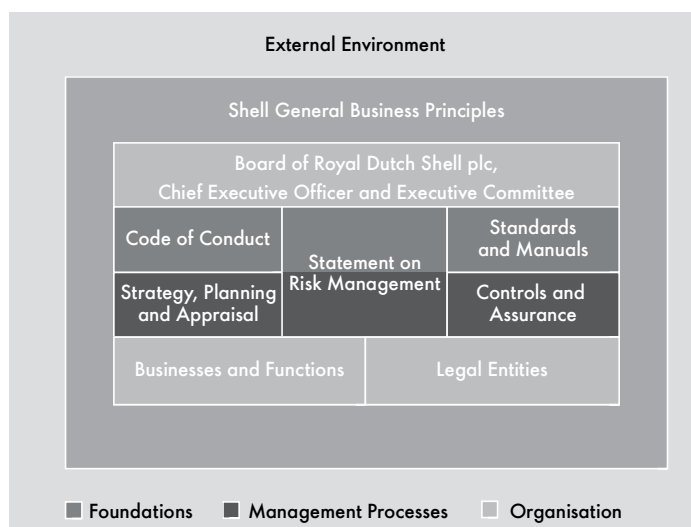 External Environment
Shell General Business Principles
Board of Royal Dutch Shell plc,
Chief Executive Officer and Executive Committee
Code of Conduct
Statement on
Risk Management
Standards
and Manuals
Strategy, Planning
and Appraisal
Controls and
Assurance
Businesses and Functions
Legal Entities
Foundations
Management Processes
Organisation